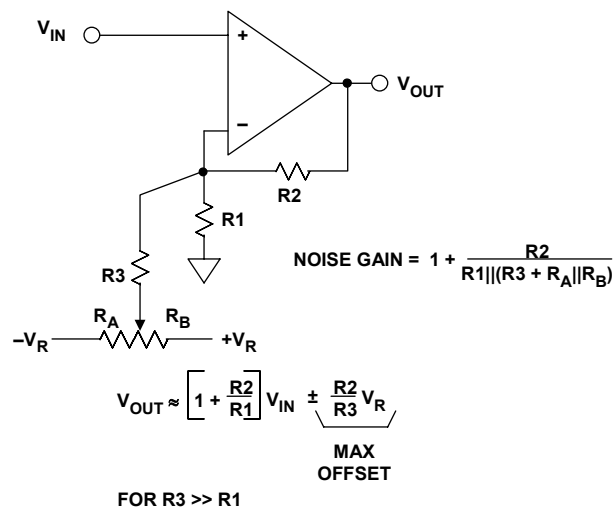 V_IN
+
V_OUT
−
R2
R1
R3
NOISE GAIN = 1 + R2 / R1||(R3 + R_A||R_B)
R_A R_B
−V_R +V_R
V_OUT ≈ [1 + R2/R1] V_IN ± R2/R3 V_R
MAX
OFFSET
FOR R3 >> R1